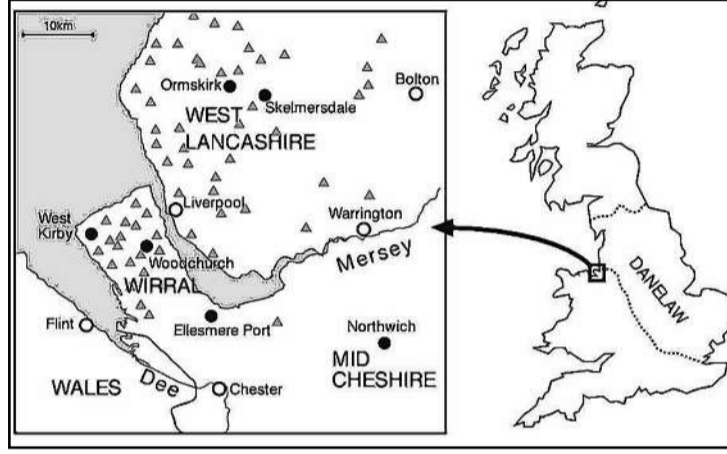 10km
Ormskirk
Bolton
Skelmersdale
WEST
LANCASHIRE
Liverpool
Warrington
West
Kirby
Woodchurch
WIRRAL
Mersey
Flint
Ellesmere Port
Northwich
MID
CHESHIRE
WALES
Dee
Chester
DANELAW